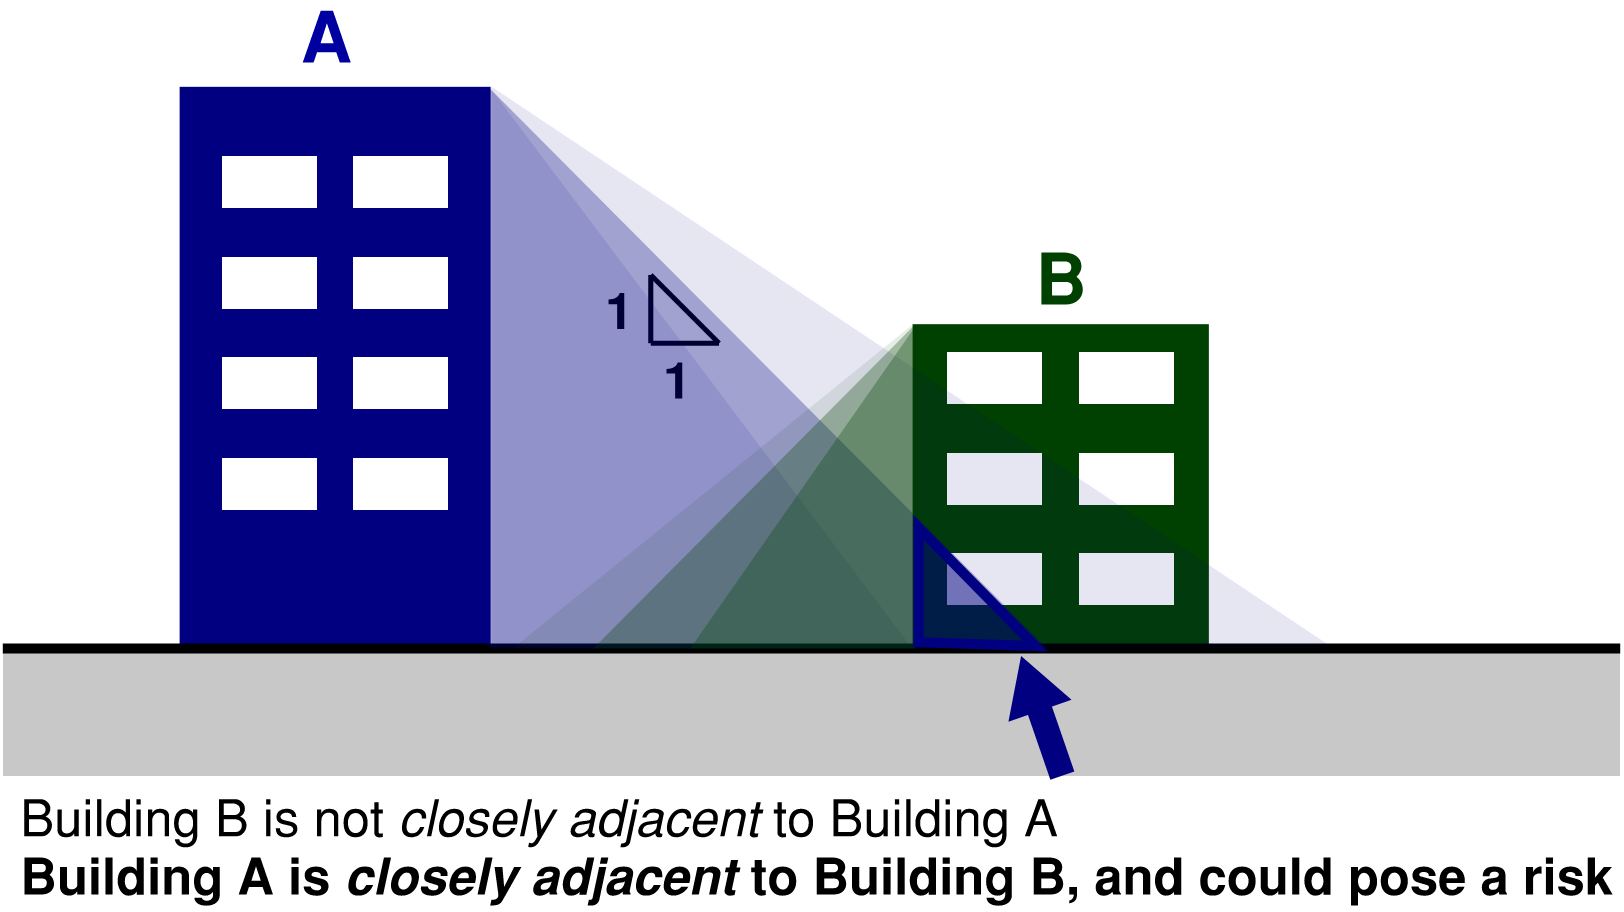 A
B
1
1
Building B is not closely adjacent to Building A
Building A is closely adjacent to Building B, and could pose a risk